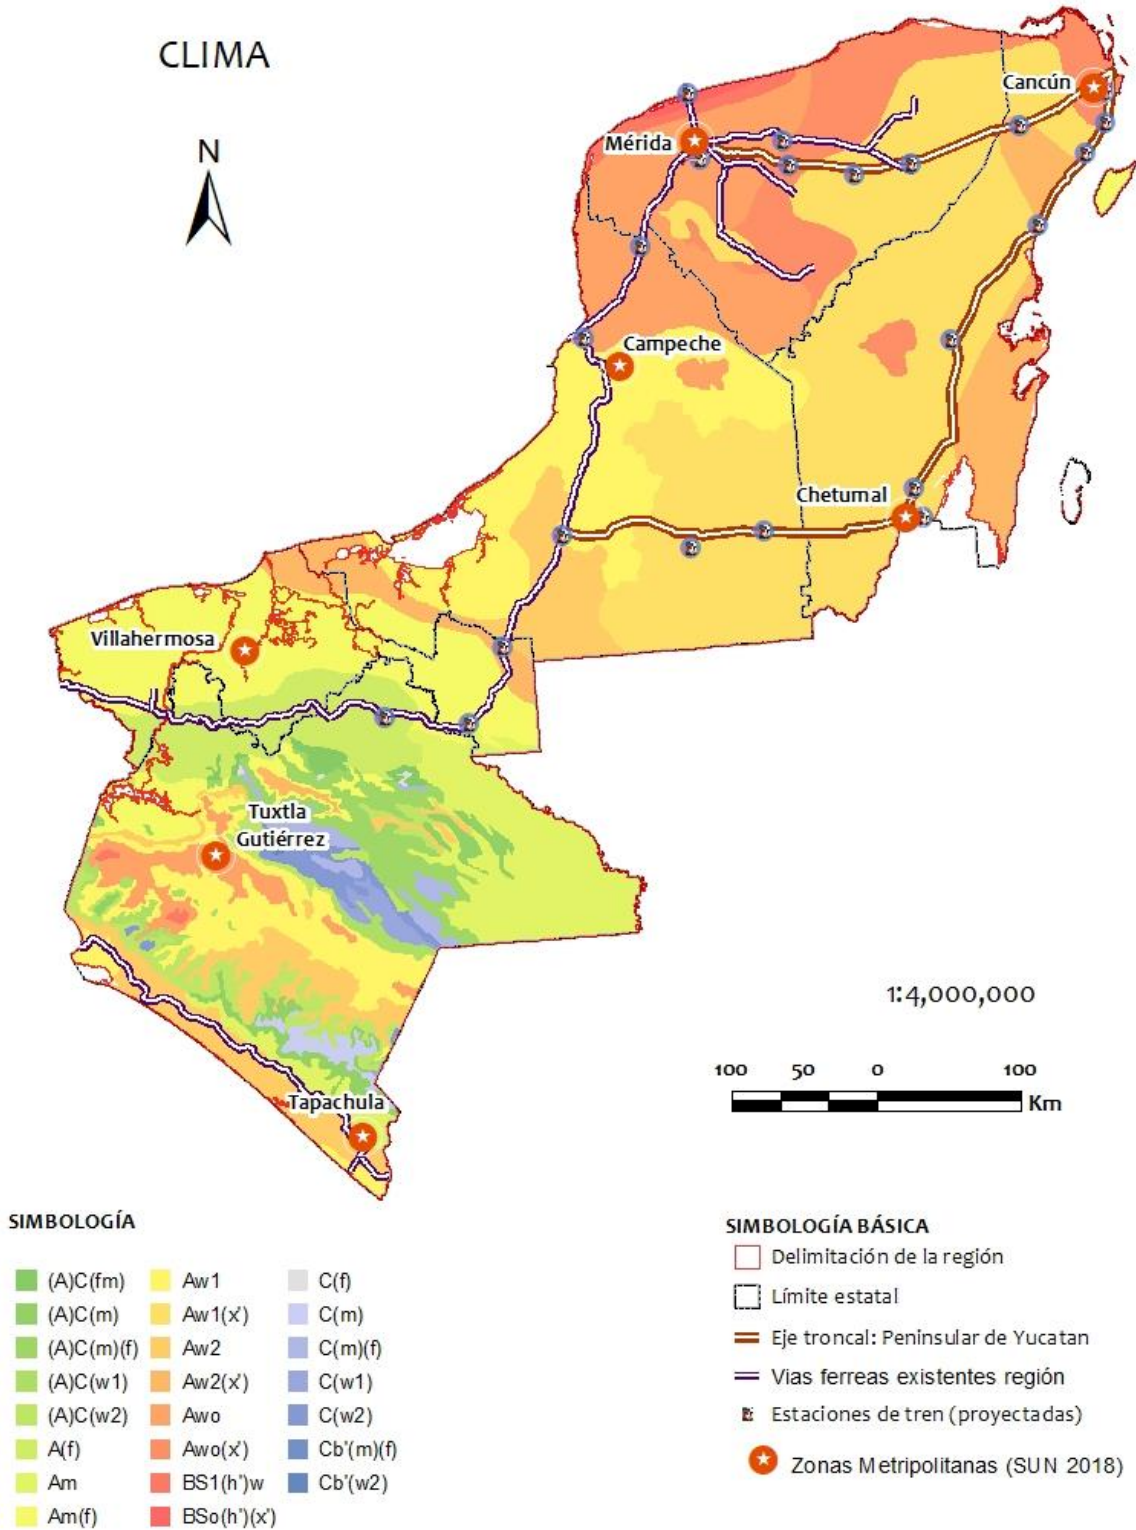 CLIMA
N
Cancún
Mérida
Campeche
Chetumal
Villahermosa
Tuxtla
Gutiérrez
Tapachula
1:4,000,000
100 50 0 100
Km
SIMBOLOGÍA
(A)C(fm)
(A)C(m)
(A)C(m)(f)
(A)C(w1)
(A)C(w2)
A(f)
Am
Am(f)
Aw1
Aw1(x')
Aw2
Aw2(x')
Awo
Awo(x')
BS1(h')w
BSo(h')(x')
C(f)
C(m)
C(m)(f)
C(w1)
C(w2)
Cb'(m)(f)
Cb'(w2)
SIMBOLOGÍA BÁSICA
Delimitación de la región
Límite estatal
Eje troncal: Peninsular de Yucatan
Vias ferreas existentes región
Estaciones de tren (proyectadas)
Zonas Metripolitanas (SUN 2018)